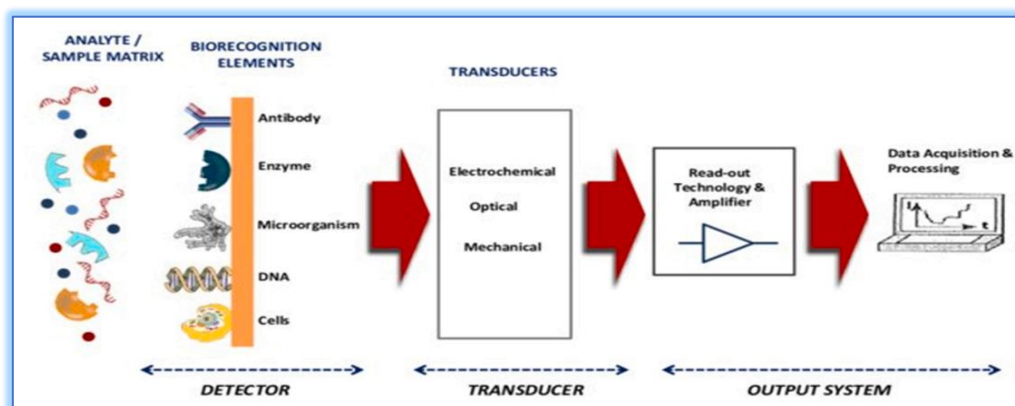 ANALYTE /
SAMPLE MATRIX
BIORECOGNITION
ELEMENTS
Antibody
Enzyme
Microorganism
DNA
Cells
TRANSDUCERS
Electrochemical
Optical
Mechanical
Read-out
Technology &
Amplifier
Data Acquisition &
Processing
I
t
DETECTOR
TRANSDUCER
OUTPUT SYSTEM